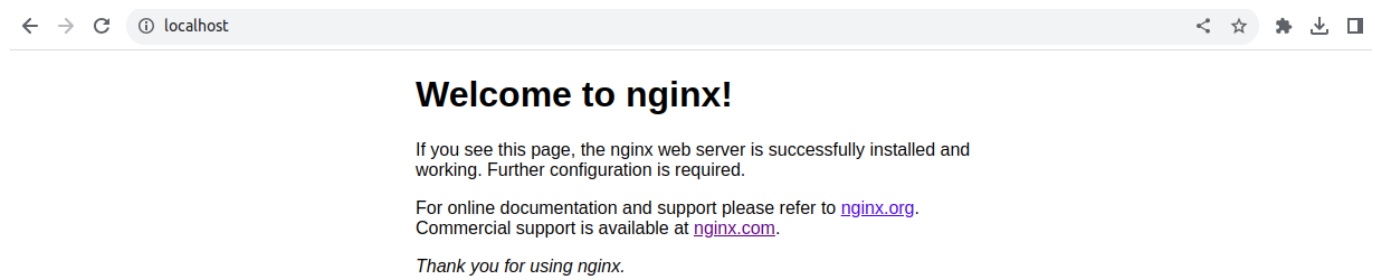 localhost
Welcome to nginx!
If you see this page, the nginx web server is successfully installed and
working. Further configuration is required.
For online documentation and support please refer to nginx.org.
Commercial support is available at nginx.com.
Thank you for using nginx.